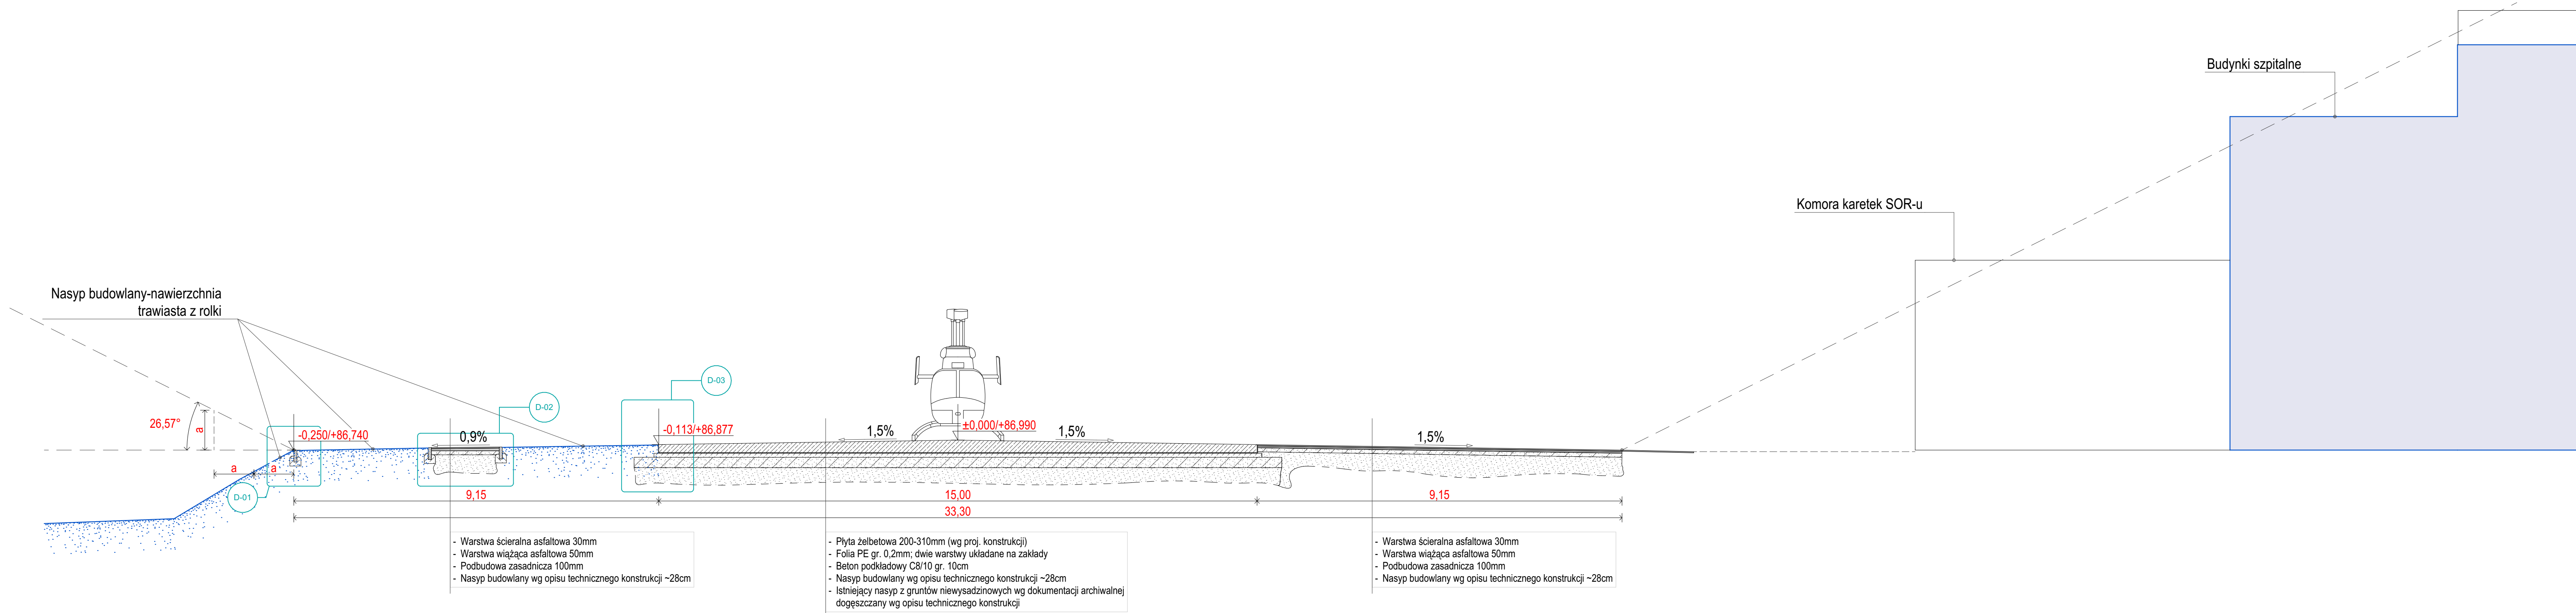 Budynki szpitalne
Komora karetek SOR-u
Nasyp budowlany-nawierzchnia
trawiasta z rolki
26,57°
a
a
a
D-01
D-02
D-03
-0,250/+86,740
0,9%
-0,113/+86,877
1,5%
±0,000/+86,990
1,5%
1,5%
9,15
15,00
9,15
33,30
- Warstwa ścieralna asfaltowa 30mm
- Warstwa wiążąca asfaltowa 50mm
- Podbudowa zasadnicza 100mm
- Nasyp budowlany wg opisu technicznego konstrukcji ~28cm
- Płyta żelbetowa 200-310mm (wg proj. konstrukcji)
- Folia PE gr. 0,2mm; dwie warstwy układane na zakłady
- Beton podkładowy C8/10 gr. 10cm
- Nasyp budowlany wg opisu technicznego konstrukcji ~28cm
- Istniejący nasyp z gruntów niewysadzinowych wg dokumentacji archiwalnej
dogęszczany wg opisu technicznego konstrukcji
- Warstwa ścieralna asfaltowa 30mm
- Warstwa wiążąca asfaltowa 50mm
- Podbudowa zasadnicza 100mm
- Nasyp budowlany wg opisu technicznego konstrukcji ~28cm